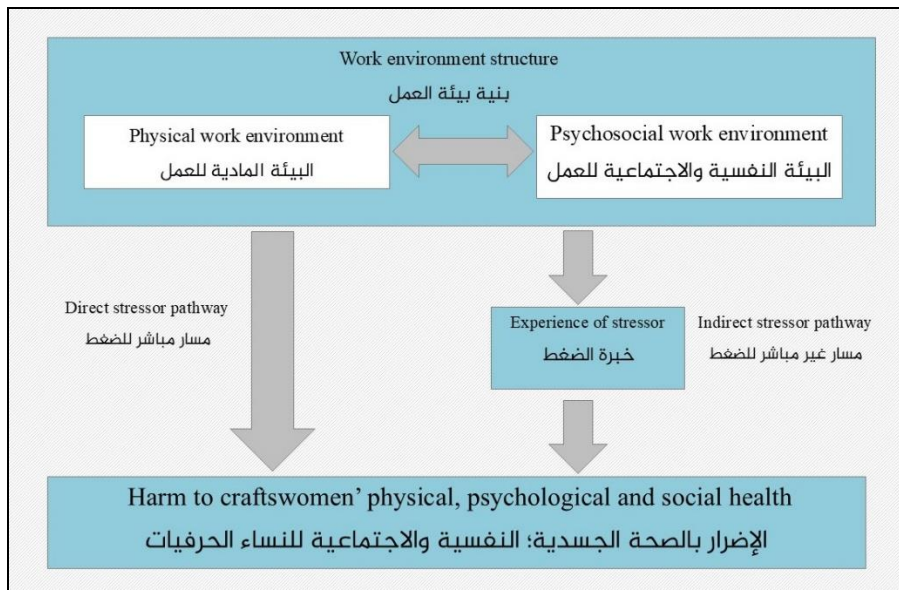 Work environment structure
بنية بيئة العمل
Physical work environment
البيئة المادية للعمل
Psychosocial work environment
البيئة النفسية والاجتماعية للعمل
Direct stressor pathway
مسار مباشر للضغط
Experience of stressor
خبرة الضغط
Indirect stressor pathway
مسار غير مباشر للضغط
Harm to craftswomen’ physical, psychological and social health
الإضرار بالصحة الجسدية؛ النفسية والاجتماعية للنساء الحرفيات